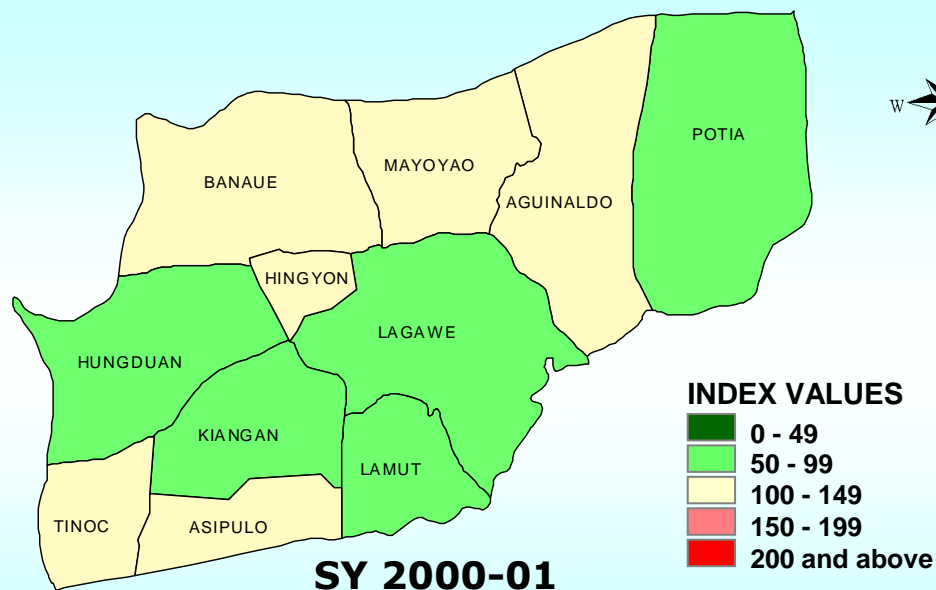 POTIA
W
MAYOYAO
BANAUE
AGUINALDO
HINGYON
LAGAWE
HUNGDUAN
KIANGAN
LAMUT
TINOC
ASIPULO
INDEX VALUES
0 - 49
50 - 99
100 - 149
150 - 199
200 and above
SY 2000-01